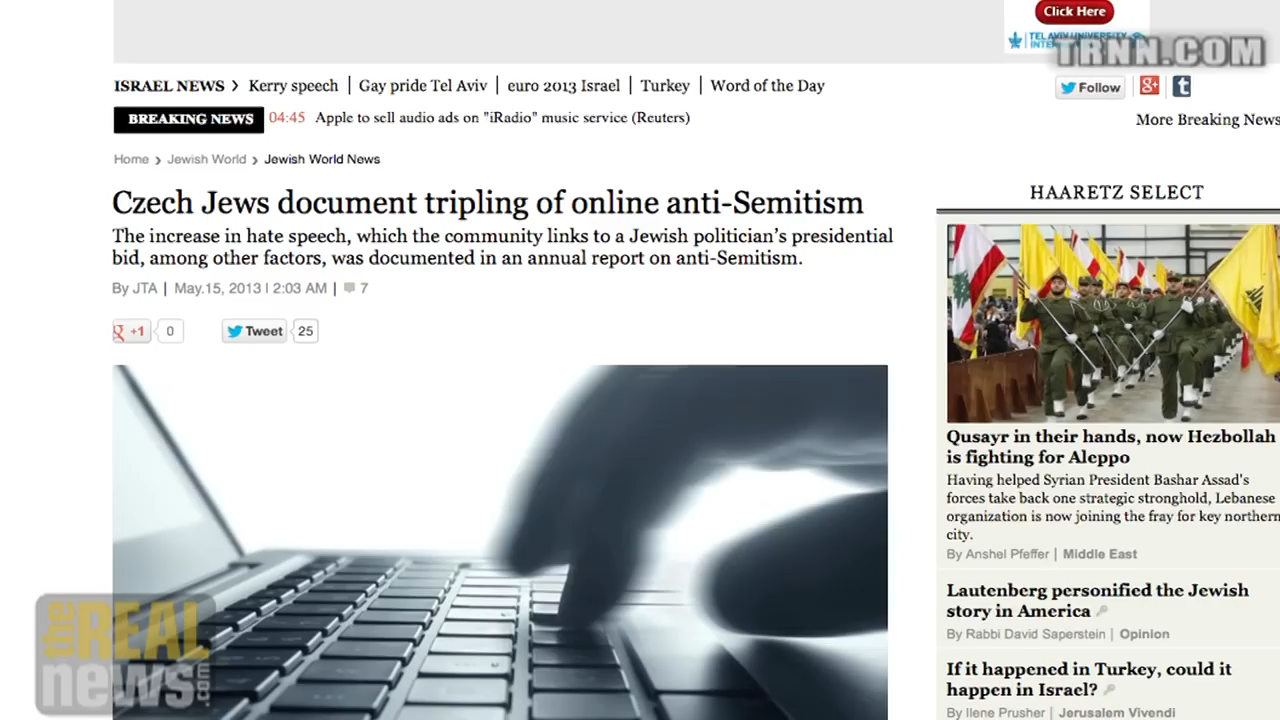 Click Here
TEL AVIV UNIVERSITY
TRNN.COM
ISRAEL NEWS > Kerry speech | Gay pride Tel Aviv | euro 2013 Israel | Turkey | Word of the Day
Follow
BREAKING NEWS 04:45 Apple to sell audio ads on "iRadio" music service (Reuters)
More Breaking News
Home > Jewish World > Jewish World News
Czech Jews document tripling of online anti-Semitism
The increase in hate speech, which the community links to a Jewish politician's presidential
bid, among other factors, was documented in an annual report on anti-Semitism.
By JTA | May.15, 2013 | 2:03 AM | 7
+1 0 Tweet 25
HAARETZ SELECT
Qusayr in their hands, now Hezbollah
is fighting for Aleppo
Having helped Syrian President Bashar Assad's
forces take back one strategic stronghold, Lebanese
organization is now joining the fray for key northern
city.
By Anshel Pfeffer | Middle East
Lautenberg personified the Jewish
story in America
By Rabbi David Saperstein | Opinion
If it happened in Turkey, could it
happen in Israel?
By Ilene Prusher | Jerusalem Vivendi
the REAL
news.com